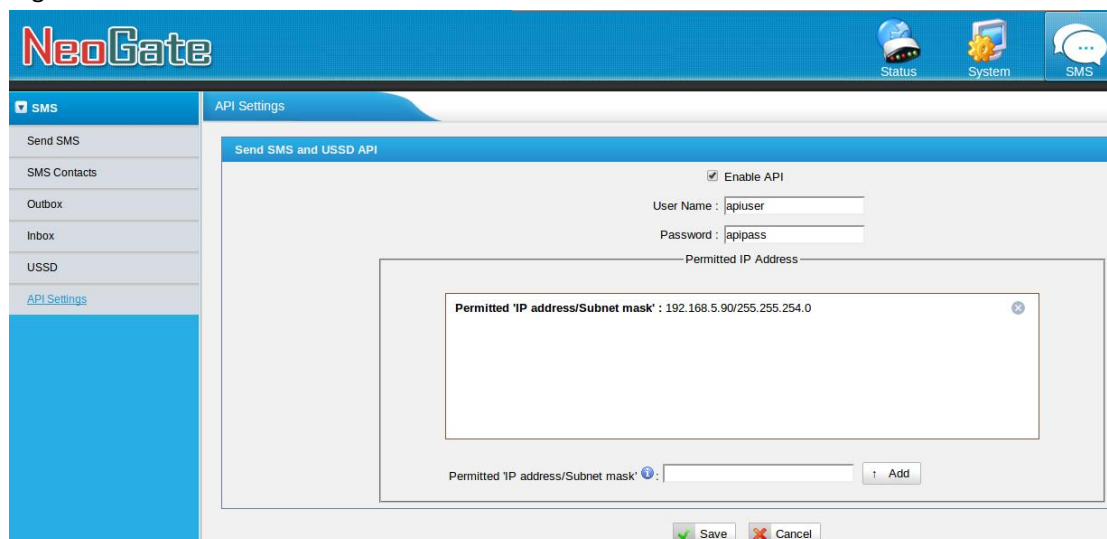 NeoGate
Status
System
SMS
SMS
API Settings
Send SMS
SMS Contacts
Outbox
Inbox
USSD
API Settings
Send SMS and USSD API
Enable API
User Name : apiuser
Password : apipass
Permitted IP Address
Permitted 'IP address/Subnet mask' : 192.168.5.90/255.255.254.0
Permitted 'IP address/Subnet mask' :
↑ Add
Save
Cancel